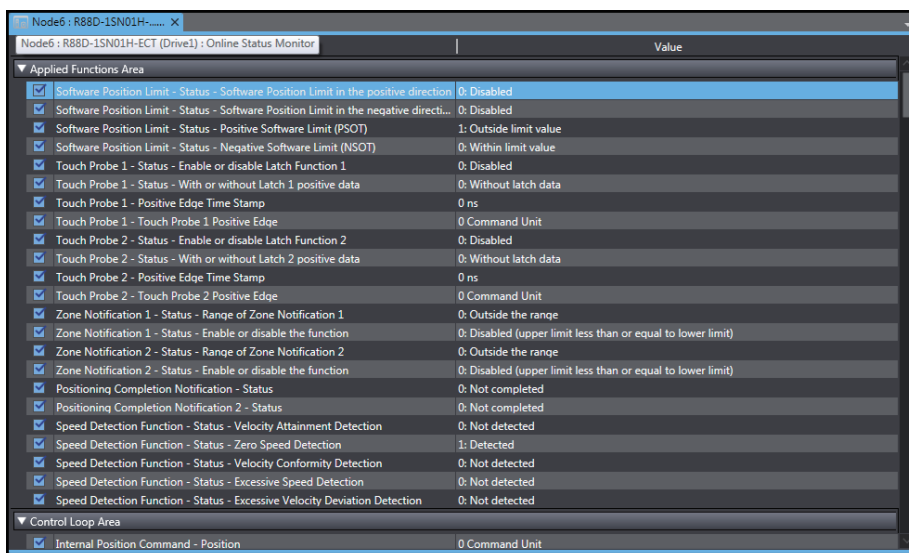 Node6 : R88D-1SN01H-...... X
Node6 : R88D-1SN01H-ECT (Drive1) : Online Status Monitor
Value
▼ Applied Functions Area
Software Position Limit - Status - Software Position Limit in the positive direction 0: Disabled
Software Position Limit - Status - Software Position Limit in the negative directi... 0: Disabled
Software Position Limit - Status - Positive Software Limit (PSOT) 1: Outside limit value
Software Position Limit - Status - Negative Software Limit (NSOT) 0: Within limit value
Touch Probe 1 - Status - Enable or disable Latch Function 1 0: Disabled
Touch Probe 1 - Status - With or without Latch 1 positive data 0: Without latch data
Touch Probe 1 - Positive Edge Time Stamp 0 ns
Touch Probe 1 - Touch Probe 1 Positive Edge 0 Command Unit
Touch Probe 2 - Status - Enable or disable Latch Function 2 0: Disabled
Touch Probe 2 - Status - With or without Latch 2 positive data 0: Without latch data
Touch Probe 2 - Positive Edge Time Stamp 0 ns
Touch Probe 2 - Touch Probe 2 Positive Edge 0 Command Unit
Zone Notification 1 - Status - Range of Zone Notification 1 0: Outside the range
Zone Notification 1 - Status - Enable or disable the function 0: Disabled (upper limit less than or equal to lower limit)
Zone Notification 2 - Status - Range of Zone Notification 2 0: Outside the range
Zone Notification 2 - Status - Enable or disable the function 0: Disabled (upper limit less than or equal to lower limit)
Positioning Completion Notification - Status 0: Not completed
Positioning Completion Notification 2 - Status 0: Not completed
Speed Detection Function - Status - Velocity Attainment Detection 0: Not detected
Speed Detection Function - Status - Zero Speed Detection 1: Detected
Speed Detection Function - Status - Velocity Conformity Detection 0: Not detected
Speed Detection Function - Status - Excessive Speed Detection 0: Not detected
Speed Detection Function - Status - Excessive Velocity Deviation Detection 0: Not detected
▼ Control Loop Area
Internal Position Command - Position 0 Command Unit